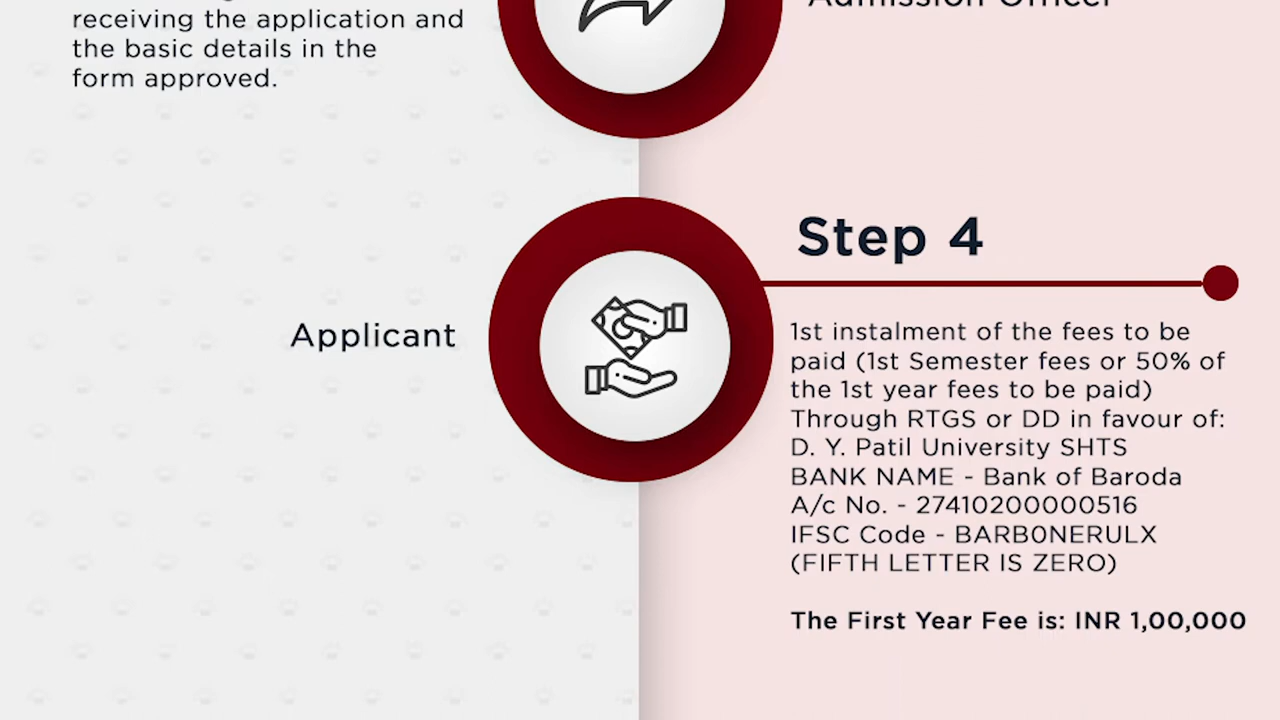 receiving the application and
the basic details in the
form approved.
Admission Officer
Step 4
Applicant
1st instalment of the fees to be
paid (1st Semester fees or 50% of
the 1st year fees to be paid)
Through RTGS or DD in favour of:
D. Y. Patil University SHTS
BANK NAME - Bank of Baroda
A/c No. - 27410200000516
IFSC Code - BARB0NERULX
(FIFTH LETTER IS ZERO)
The First Year Fee is: INR 1,00,000